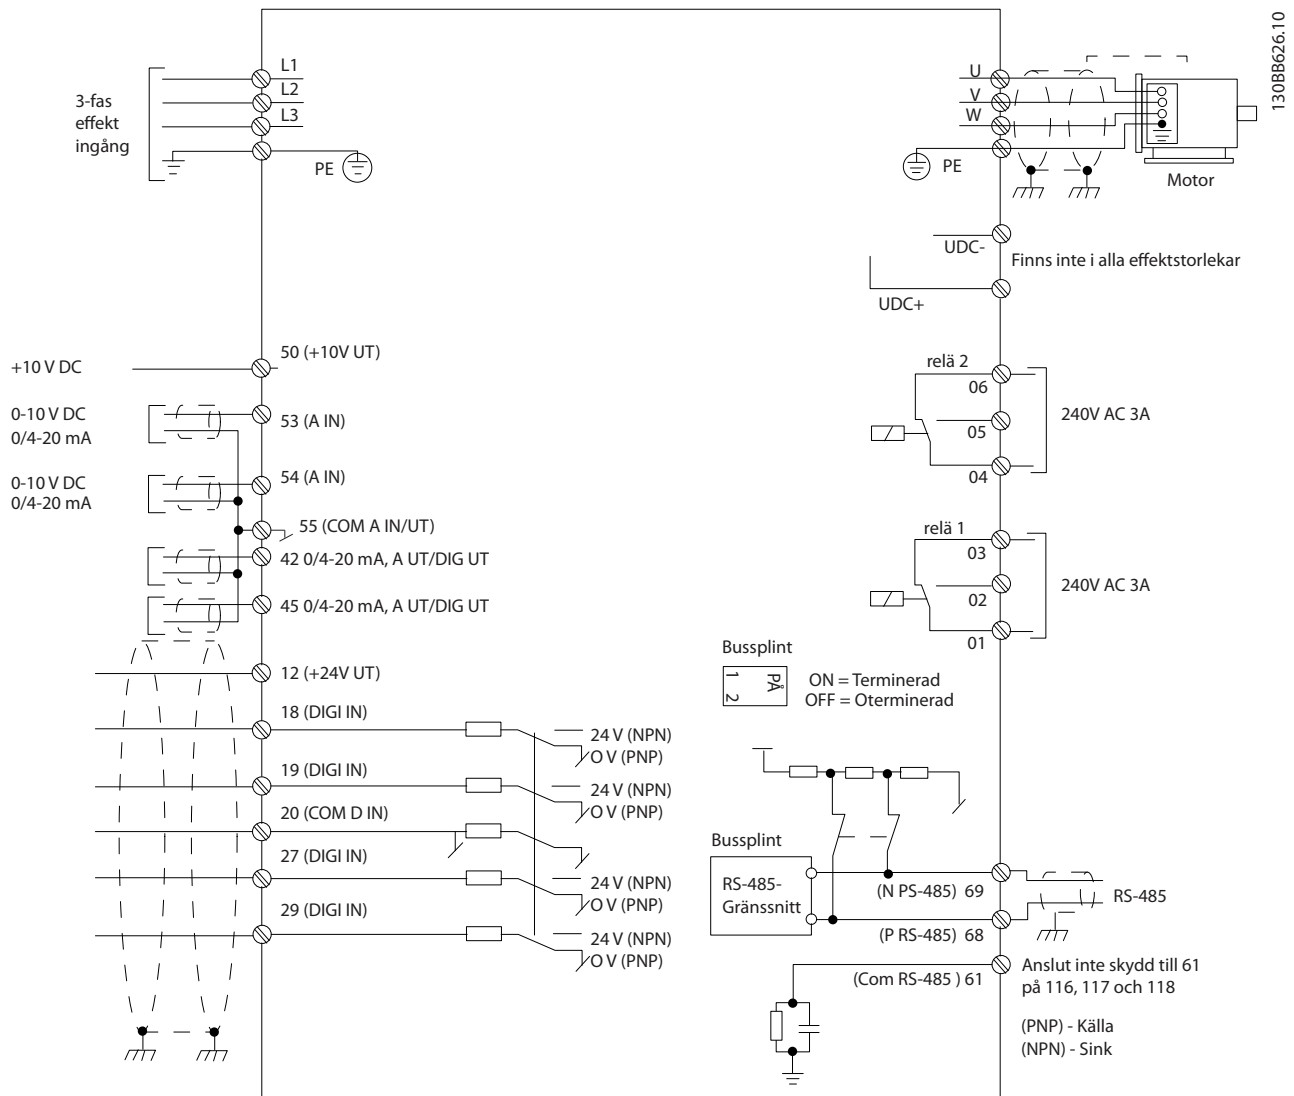 130BB626.10
L1
L2
L3
3-fas
effekt
ingång
PE
U
V
W
PE
Motor
UDC-
Finns inte i alla effektstorlekar
UDC+
+10 V DC
50 (+10V UT)
0-10 V DC
0/4-20 mA
53 (A IN)
0-10 V DC
0/4-20 mA
54 (A IN)
55 (COM A IN/UT)
42 0/4-20 mA, A UT/DIG UT
45 0/4-20 mA, A UT/DIG UT
12 (+24V UT)
18 (DIGI IN)
24 V (NPN)
O V (PNP)
19 (DIGI IN)
24 V (NPN)
O V (PNP)
20 (COM D IN)
27 (DIGI IN)
24 V (NPN)
O V (PNP)
29 (DIGI IN)
24 V (NPN)
O V (PNP)
relä 2
06
05
04
240V AC 3A
relä 1
03
02
01
240V AC 3A
Bussplint
1
2
PÅ
ON = Terminerad
OFF = Oterminerad
Bussplint
RS-485-
Gränssnitt
(N PS-485) 69
RS-485
(P RS-485) 68
(Com RS-485 ) 61
Anslut inte skydd till 61
på 116, 117 och 118
(PNP) - Källa
(NPN) - Sink